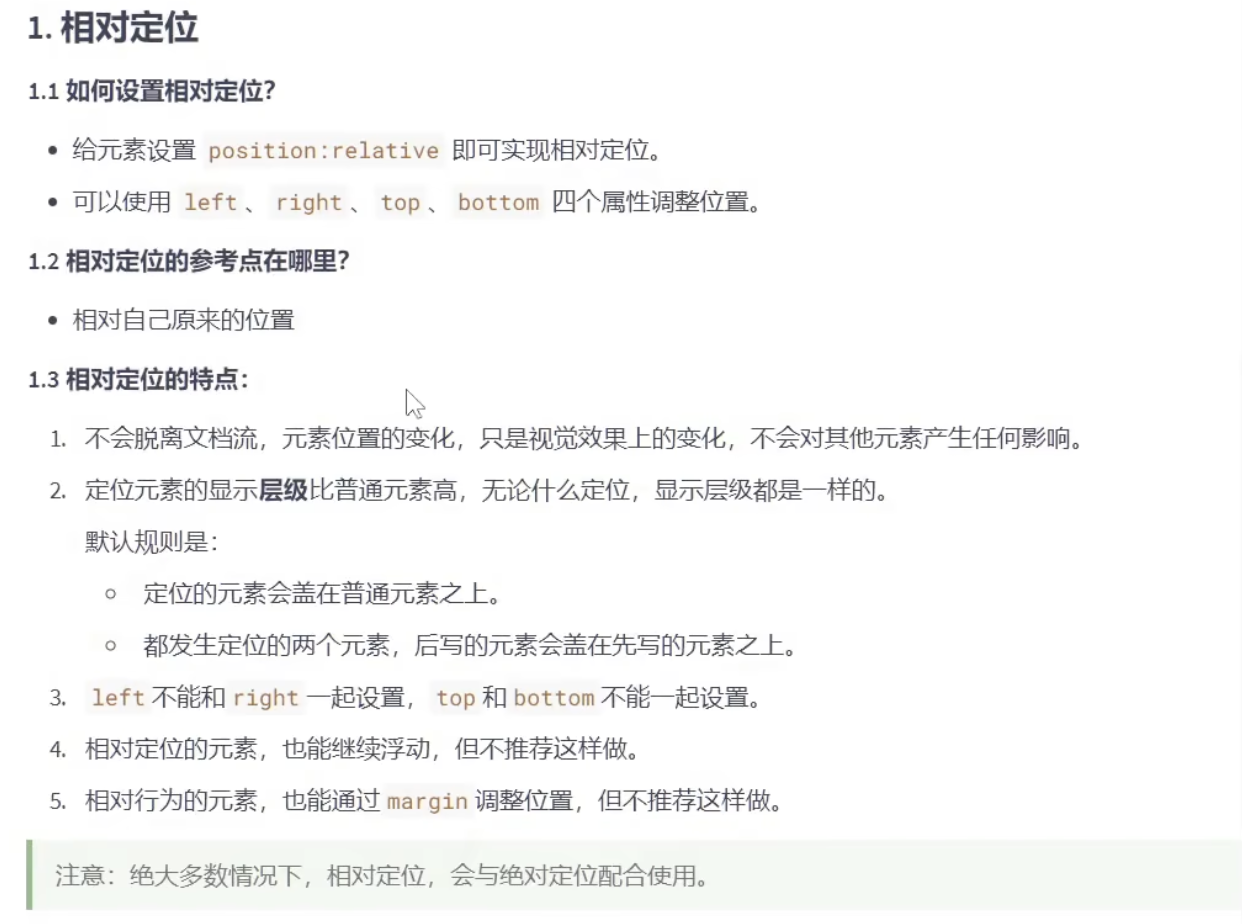 1. 相对定位
1.1 如何设置相对定位？
• 给元素设置 position:relative 即可实现相对定位。
• 可以使用 left 、 right 、 top 、 bottom 四个属性调整位置。
1.2 相对定位的参考点在哪里？
• 相对自己原来的位置
1.3 相对定位的特点：
1. 不会脱离文档流，元素位置的变化，只是视觉效果上的变化，不会对其他元素产生任何影响。
2. 定位元素的显示层级比普通元素高，无论什么定位，显示层级都是一样的。
默认规则是：
○ 定位的元素会盖在普通元素之上。
○ 都发生定位的两个元素，后写的元素会盖在先写的元素之上。
3. left 不能和 right 一起设置， top 和 bottom 不能一起设置。
4. 相对定位的元素，也能继续浮动，但不推荐这样做。
5. 相对行为的元素，也能通过 margin 调整位置，但不推荐这样做。
注意：绝大多数情况下，相对定位，会与绝对定位配合使用。